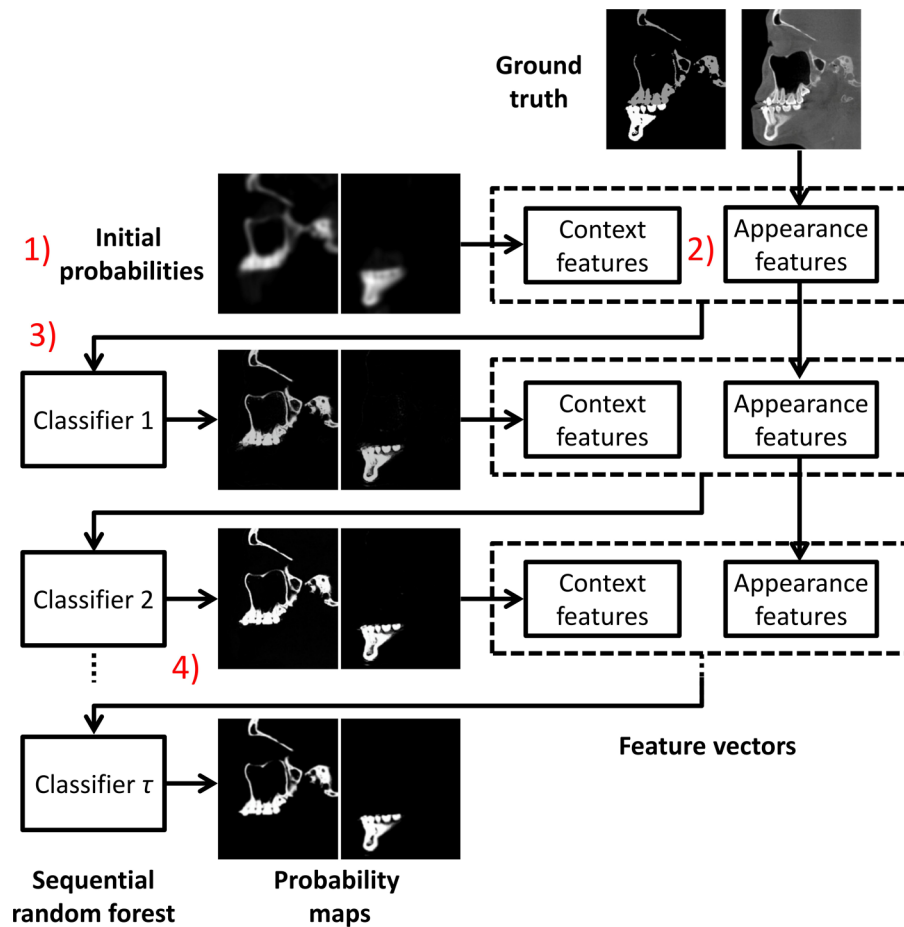 Ground
truth
1)
Initial
probabilities
Context
features
2)
Appearance
features
3)
Classifier 1
Context
features
Appearance
features
Classifier 2
Context
features
Appearance
features
4)
Classifier τ
Feature vectors
Sequential
random forest
Probability
maps